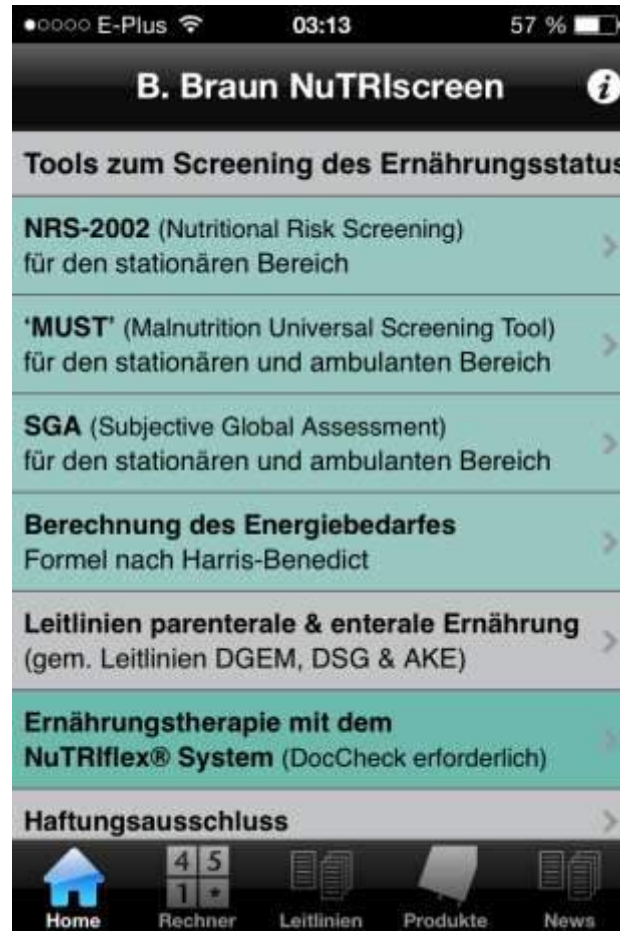 E-Plus 03:13 57 %
B. Braun NuTRIscreen i
Tools zum Screening des Ernährungsstatus
NRS-2002 (Nutritional Risk Screening)
für den stationären Bereich
‘MUST’ (Malnutrition Universal Screening Tool)
für den stationären und ambulanten Bereich
SGA (Subjective Global Assessment)
für den stationären und ambulanten Bereich
Berechnung des Energiebedarfes
Formel nach Harris-Benedict
Leitlinien parenterale & enterale Ernährung
(gem. Leitlinien DGEM, DSG & AKE)
Ernährungstherapie mit dem
NuTRIflex® System (DocCheck erforderlich)
Haftungsausschluss
4 5
1 *
Home Rechner Leitlinien Produkte News